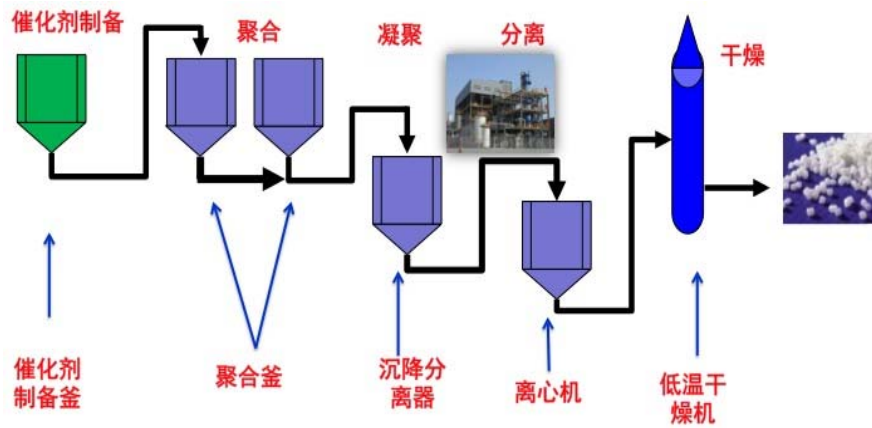 催化剂制备
聚合
凝聚
分离
干燥
催化剂
制备釜
聚合釜
沉降分
离器
离心机
低温干
燥机